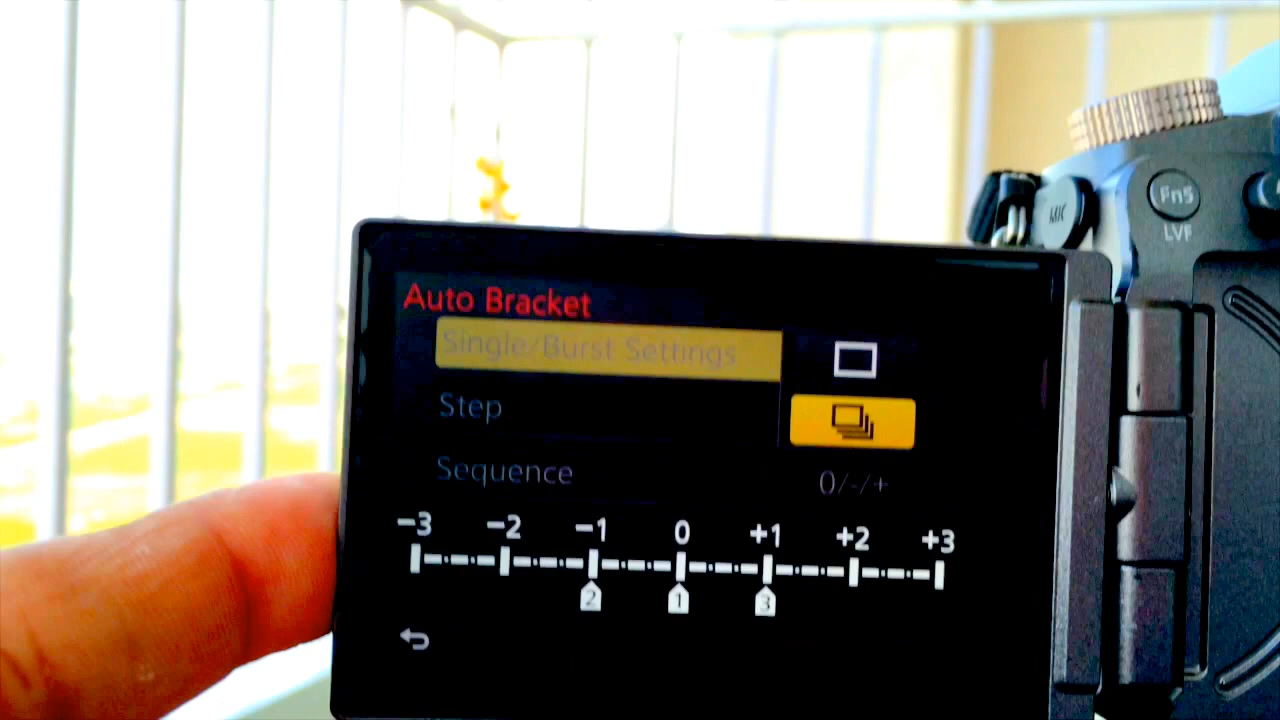 Fn5
MIC
LVF
Auto Bracket
Single/Burst Settings
Step
Sequence 0/-/+
−3 −2 −1 0 +1 +2 +3
2 1 3